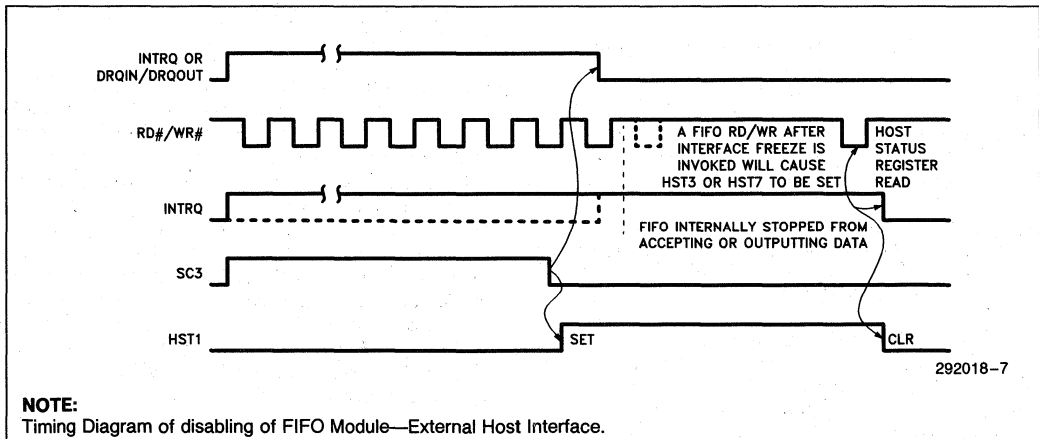 INTRQ OR
DRQIN/DRQOUT
RD#/WR#
A FIFO RD/WR AFTER
INTERFACE FREEZE IS
INVOKED WILL CAUSE
HST3 OR HST7 TO BE SET
HOST
STATUS
REGISTER
READ
INTRQ
FIFO INTERNALLY STOPPED FROM
ACCEPTING OR OUTPUTTING DATA
SC3
HST1
SET
CLR
292018-7
NOTE:
Timing Diagram of disabling of FIFO Module—External Host Interface.